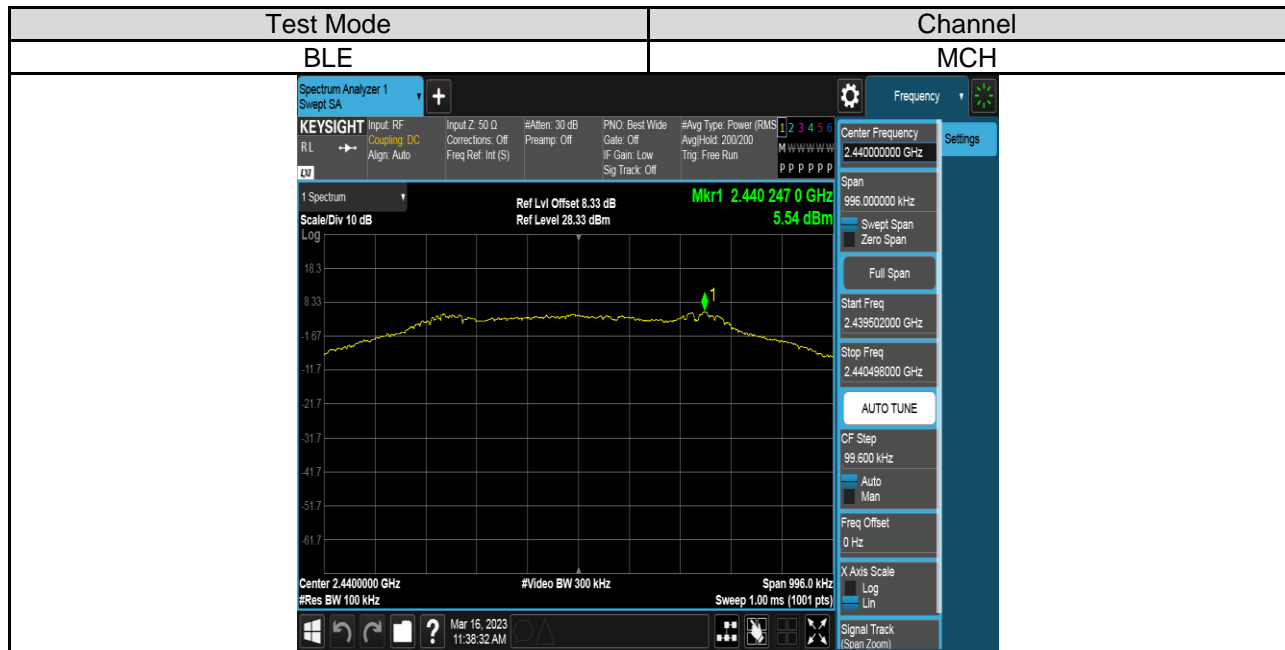 Test Mode Channel
BLE MCH
Spectrum Analyzer 1
Swept SA
+
Frequency
KEYSIGHT
RL
LXI
Input: RF
Coupling: DC
Align: Auto
Input Z: 50 Ω
Corrections: Off
Freq Ref: Int (S)
#Atten: 30 dB
Preamp: Off
PNO: Best Wide
Gate: Off
IF Gain: Low
Sig Track: Off
#Avg Type: Power (RMS
Avg|Hold: 200/200
Trig: Free Run
1 2 3 4 5 6
M W W W W W
P P P P P P
1 Spectrum
Scale/Div 10 dB
Log
Ref Lvl Offset 8.33 dB
Ref Level 28.33 dBm
Mkr1 2.440 247 0 GHz
5.54 dBm
18.3
8.33
-1.67
-11.7
-21.7
-31.7
-41.7
-51.7
-61.7
1
Center 2.4400000 GHz
#Res BW 100 kHz
#Video BW 300 kHz
Span 996.0 kHz
Sweep 1.00 ms (1001 pts)
Center Frequency
2.440000000 GHz
Settings
Span
996.000000 kHz
Swept Span
Zero Span
Full Span
Start Freq
2.439502000 GHz
Stop Freq
2.440498000 GHz
AUTO TUNE
CF Step
99.600 kHz
Auto
Man
Freq Offset
0 Hz
X Axis Scale
Log
Lin
Signal Track
(Span Zoom)
?
Mar 16, 2023
11:38:32 AM